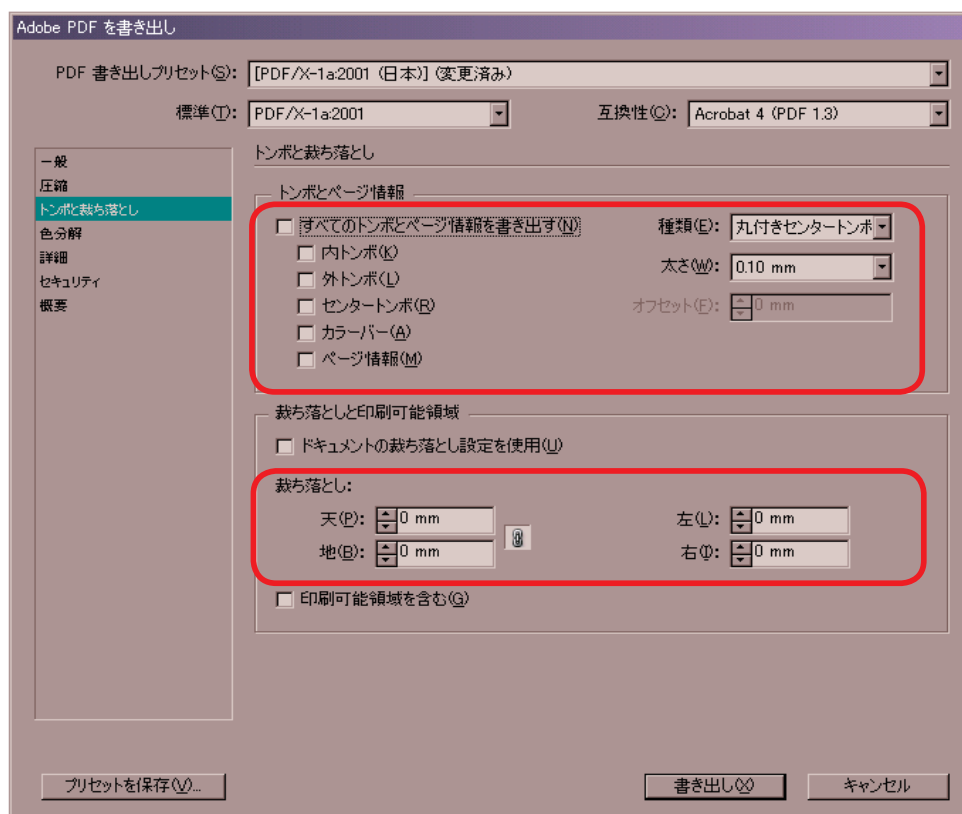 Adobe PDF を書き出し
PDF 書き出しプリセット(S): [PDF/X-1a:2001 (日本)] (変更済み)
標準(T): PDF/X-1a:2001 互換性(C): Acrobat 4 (PDF 1.3)
一般
圧縮
トンボと裁ち落とし
色分解
詳細
セキュリティ
概要
トンボと裁ち落とし
トンボとページ情報
すべてのトンボとページ情報を書き出す(N)
内トンボ(K)
外トンボ(L)
センタートンボ(R)
カラーバー(A)
ページ情報(M)
種類(E): 丸付きセンタートンボ
太さ(W): 0.10 mm
オフセット(F): 0 mm
裁ち落としと印刷可能領域
ドキュメントの裁ち落とし設定を使用(U)
裁ち落とし:
天(P): 0 mm 左(L): 0 mm
地(B): 0 mm 右(I): 0 mm
印刷可能領域を含む(G)
プリセットを保存(V)... 書き出し(X) キャンセル